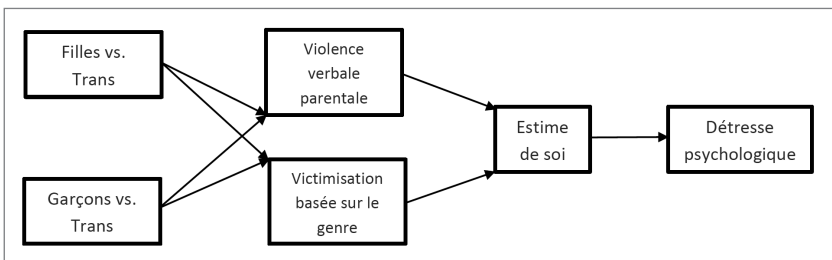 Filles vs.
Trans
Violence
verbale
parentale
Estime
de soi
Détresse
psychologique
Garçons vs.
Trans
Victimisation
basée sur le
genre